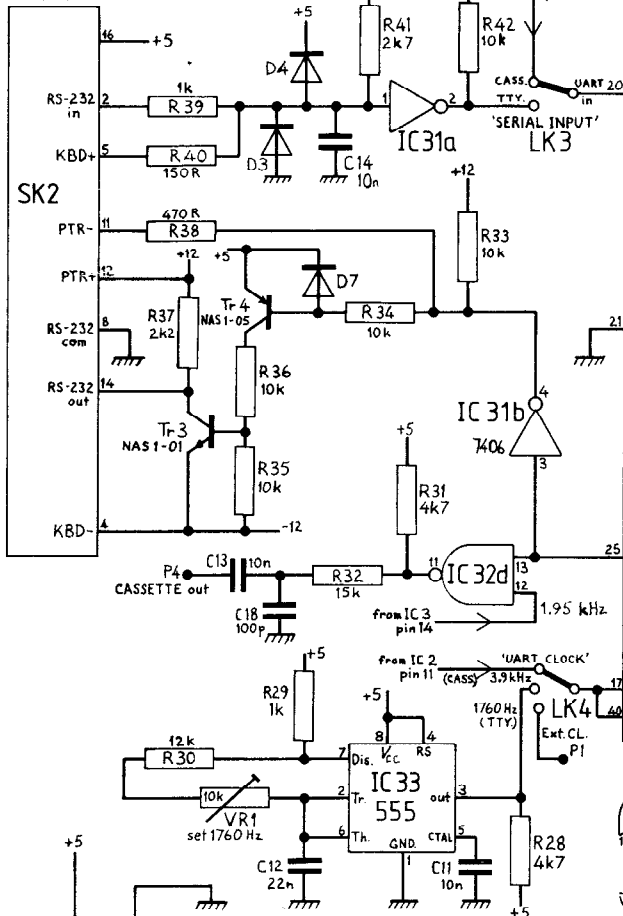 +5
R41
2k7
R42
10k
16
+5
D4
CASS.
UART 20
in
1k
RS-232
in
2
R39
1
2
TTY.
'SERIAL INPUT'
IC31a
LK3
KBD+
5
R40
150R
D3
C14
10n
SK2
+12
470R
PTR-
11
R38
R33
10k
+12
+5
PTR+
12
D7
Tr4
NAS1-05
R34
10k
R37
2k2
RS-232
com
8
21
R36
10k
RS-232
out
14
4
IC31b
7406
3
Tr3
NAS1-01
+5
R35
10k
R31
4k7
KBD-
4
-12
25
P4
CASSETTE out
C13
10n
R32
15k
11
IC32d
13
12
C18
100p
from IC3
pin 14
1.95 kHz
+5
from IC2
pin 11
(CASS)
3.9kHz
'UART CLOCK'
17
R29
1k
+5
1760Hz
(TTY.)
LK4
40
Ext.CL.
P1
12k
R30
8
4
Vcc
RS
7
Dis.
IC33
555
10k
VR1
set 1760 Hz
2
Tr.
out
3
6
Th.
GND.
CTAL
5
1
R28
4k7
C12
22n
C11
10n
+5
+5